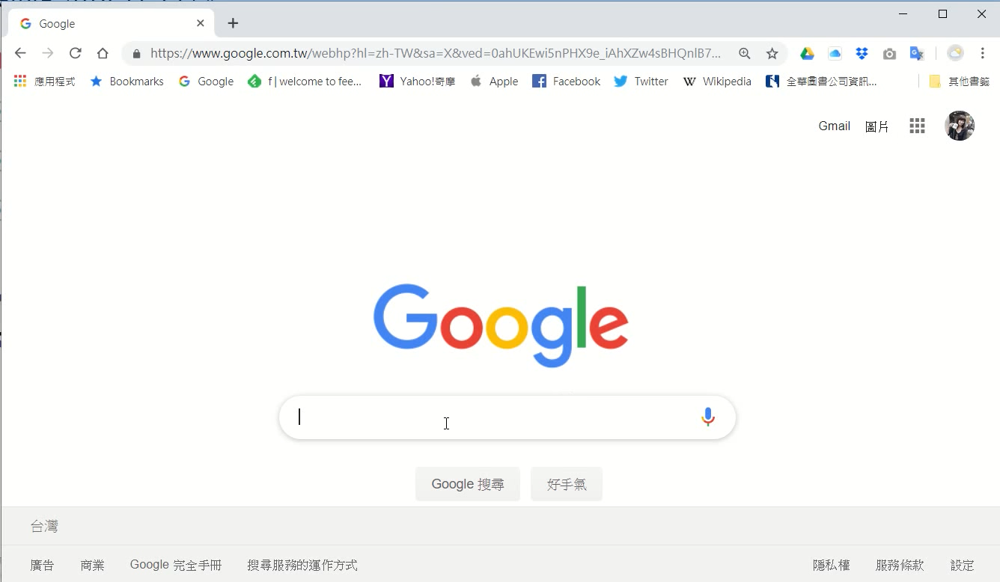 Google
https://www.google.com.tw/webhp?hl=zh-TW&sa=X&ved=0ahUKEwi5nPHX9e_iAhXZw4sBHQnlB7...
應用程式 Bookmarks Google f | welcome to fee... Yahoo!奇摩 Apple Facebook Twitter Wikipedia 全華圖書公司資訊... 其他書籤
Gmail 圖片
Google
Google 搜尋 好手氣
台灣
廣告 商業 Google 完全手冊 搜尋服務的運作方式 隱私權 服務條款 設定